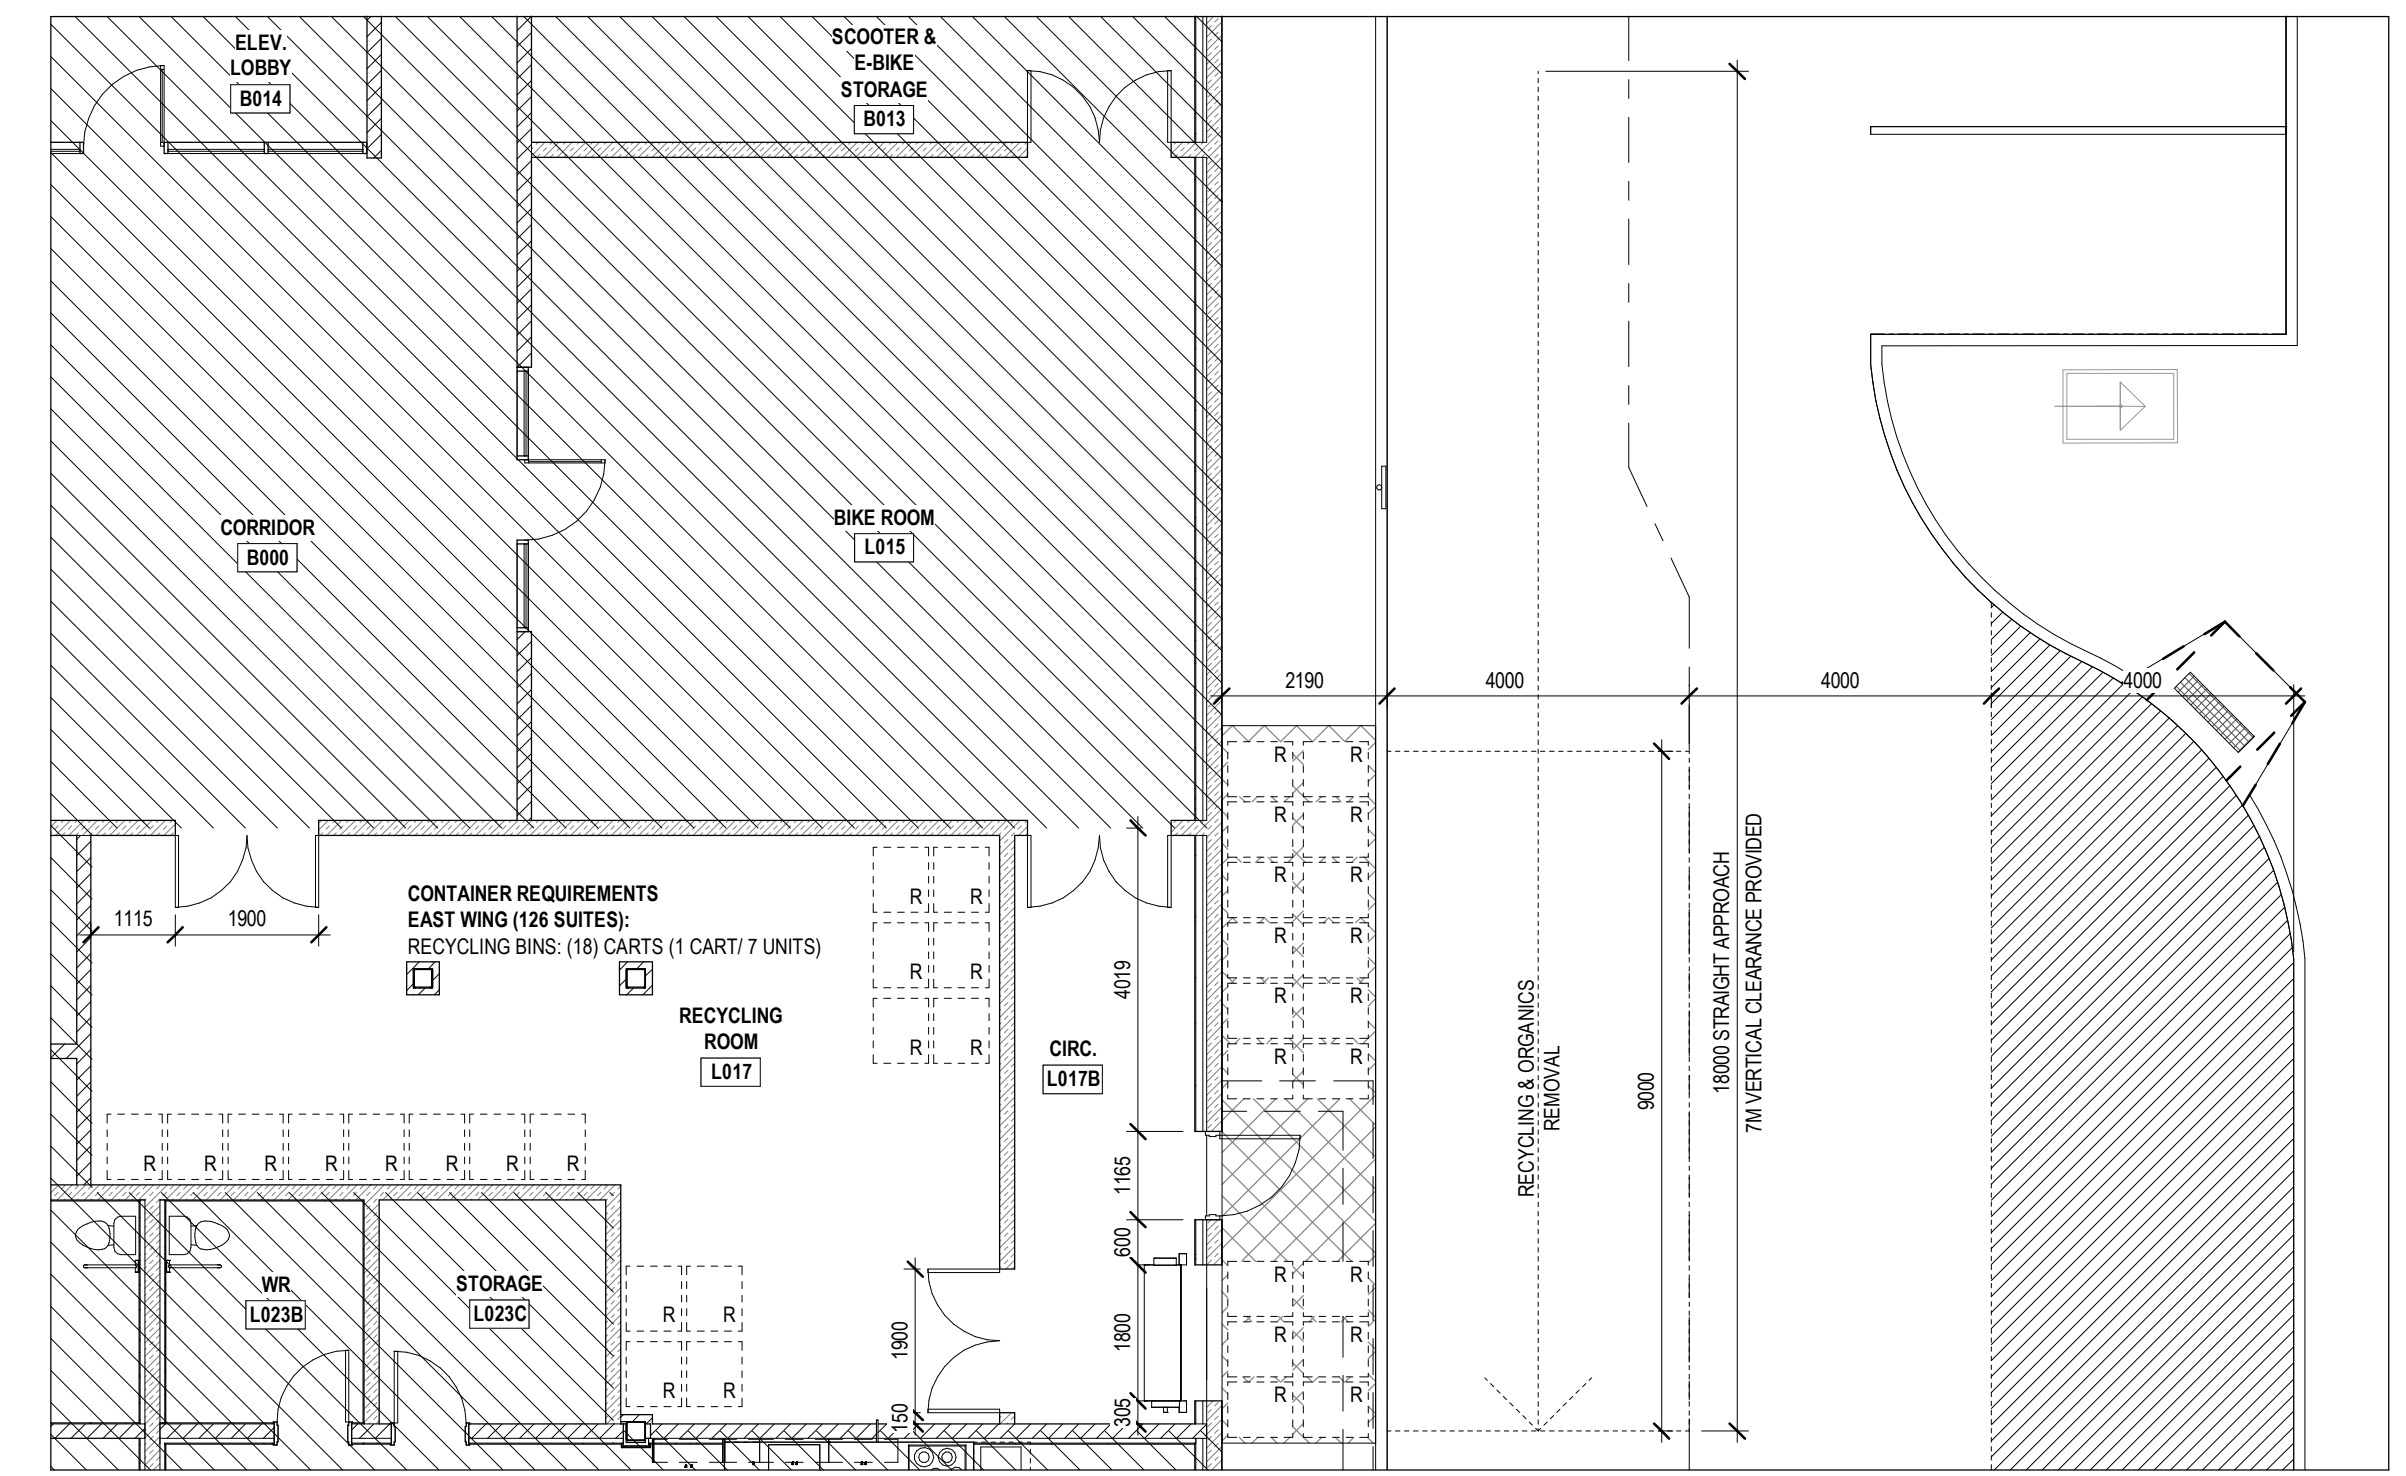 ELEV.
LOBBY
B014
SCOOTER &
E-BIKE
STORAGE
B013
CORRIDOR
B000
BIKE ROOM
L015
2190
4000
4000
4000
R R
R R
R R
R R
R R
R R
1115
1900
CONTAINER REQUIREMENTS
EAST WING (126 SUITES):
RECYCLING BINS: (18) CARTS (1 CART/ 7 UNITS)
R R
R R
R R
RECYCLING
ROOM
L017
CIRC.
L017B
4019
1165
600
1800
305
RECYCLING & ORGANICS
REMOVAL
9000
18000 STRAIGHT APPROACH
7M VERTICAL CLEARANCE PROVIDED
R R R R R R R R
WR
L023B
STORAGE
L023C
R R
R R
1900
150
R R
R R
R R